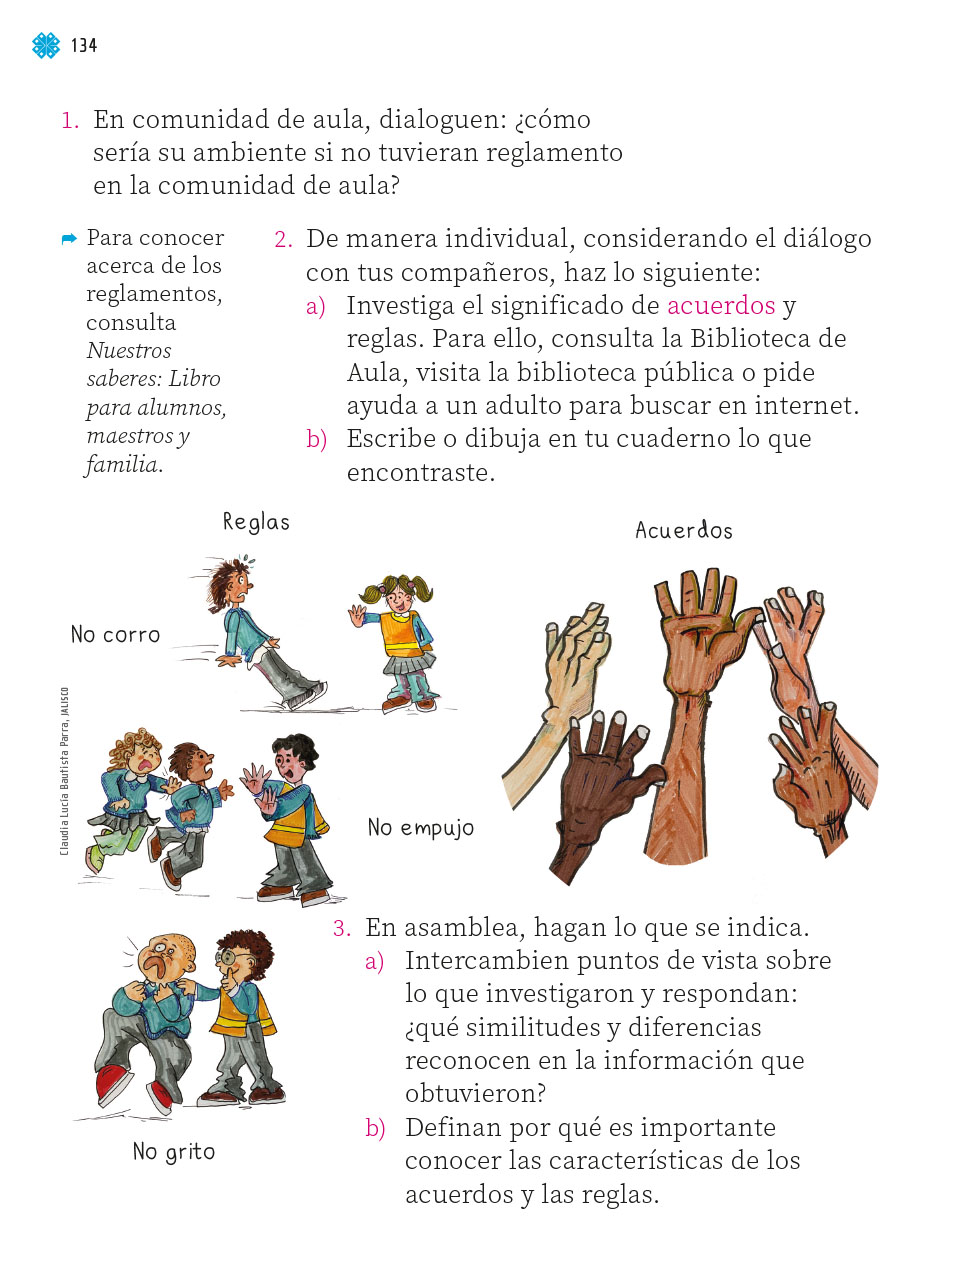 134
1. En comunidad de aula, dialoguen: ¿cómo
sería su ambiente si no tuvieran reglamento
en la comunidad de aula?
Para conocer
acerca de los
reglamentos,
consulta
Nuestros
saberes: Libro
para alumnos,
maestros y
familia.
2. De manera individual, considerando el diálogo
con tus compañeros, haz lo siguiente:
a) Investiga el significado de acuerdos y
reglas. Para ello, consulta la Biblioteca de
Aula, visita la biblioteca pública o pide
ayuda a un adulto para buscar en internet.
b) Escribe o dibuja en tu cuaderno lo que
encontraste.
Reglas
No corro
No empujo
No grito
Acuerdos
Claudia Lucía Bautista Parra, JALISCO
3. En asamblea, hagan lo que se indica.
a) Intercambien puntos de vista sobre
lo que investigaron y respondan:
¿qué similitudes y diferencias
reconocen en la información que
obtuvieron?
b) Definan por qué es importante
conocer las características de los
acuerdos y las reglas.